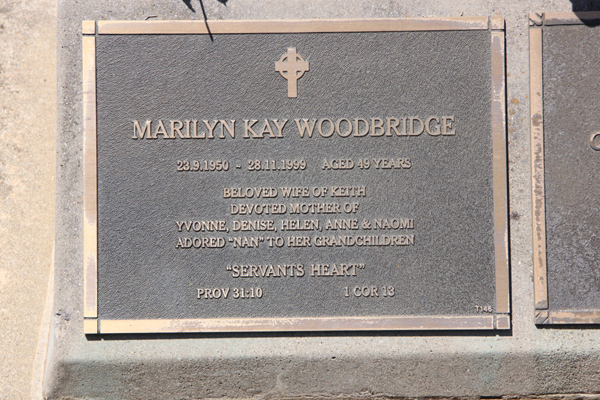 MARILYN KAY WOODBRIDGE
23.9.1950 - 28.11.1999 AGED 49 YEARS
BELOVED WIFE OF KEITH
DEVOTED MOTHER OF
YVONNE, DENISE, HELEN, ANNE & NAOMI
ADORED "NAN" TO HER GRANDCHILDREN
"SERVANTS HEART"
PROV 31:10 1 COR 13